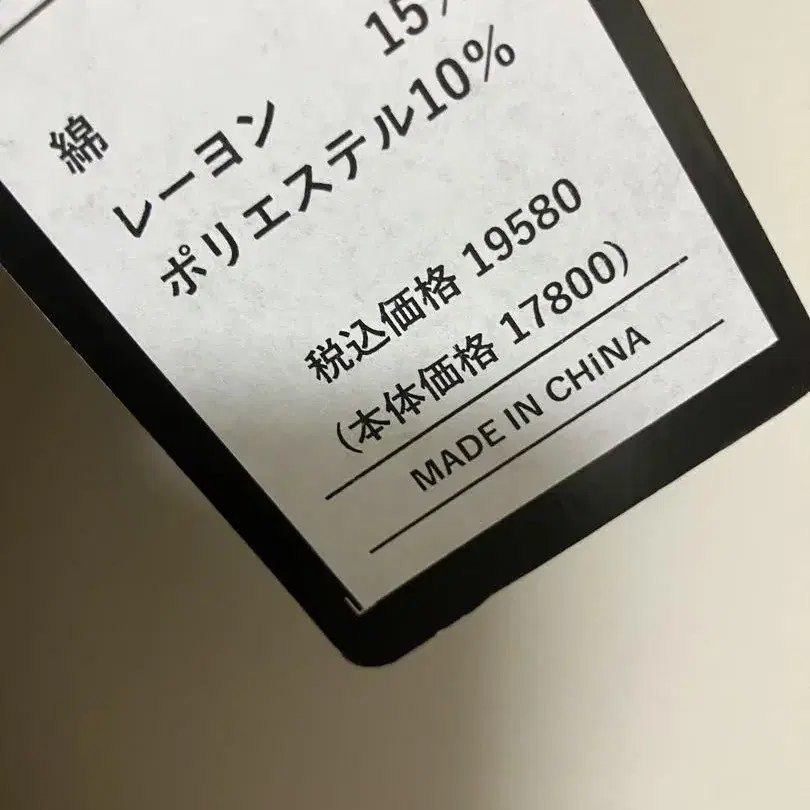 綿
レーヨン 15%
ポリエステル10%
税込価格 19580
(本体価格 17800)
MADE IN CHiNA